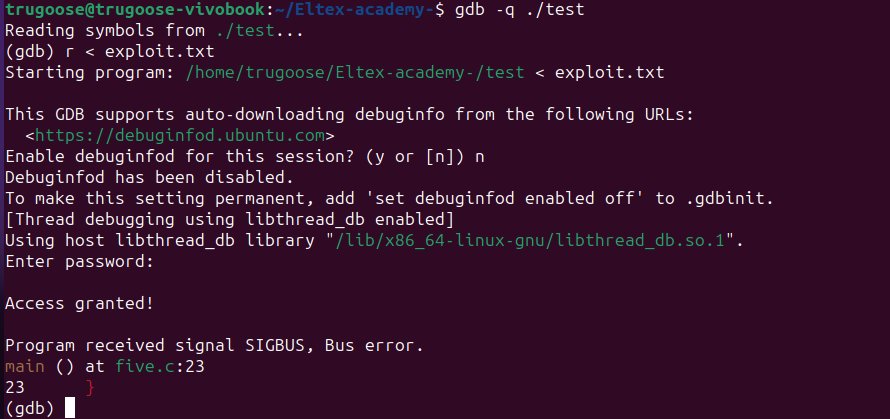 trugoose@trugoose-vivobook:~/Eltex-academy-$ gdb -q ./test
Reading symbols from ./test...
(gdb) r < exploit.txt
Starting program: /home/trugoose/Eltex-academy-/test < exploit.txt

This GDB supports auto-downloading debuginfo from the following URLs:
  <https://debuginfod.ubuntu.com>
Enable debuginfod for this session? (y or [n]) n
Debuginfod has been disabled.
To make this setting permanent, add 'set debuginfod enabled off' to .gdbinit.
[Thread debugging using libthread_db enabled]
Using host libthread_db library "/lib/x86_64-linux-gnu/libthread_db.so.1".
Enter password:

Access granted!

Program received signal SIGBUS, Bus error.
main () at five.c:23
23      }
(gdb)